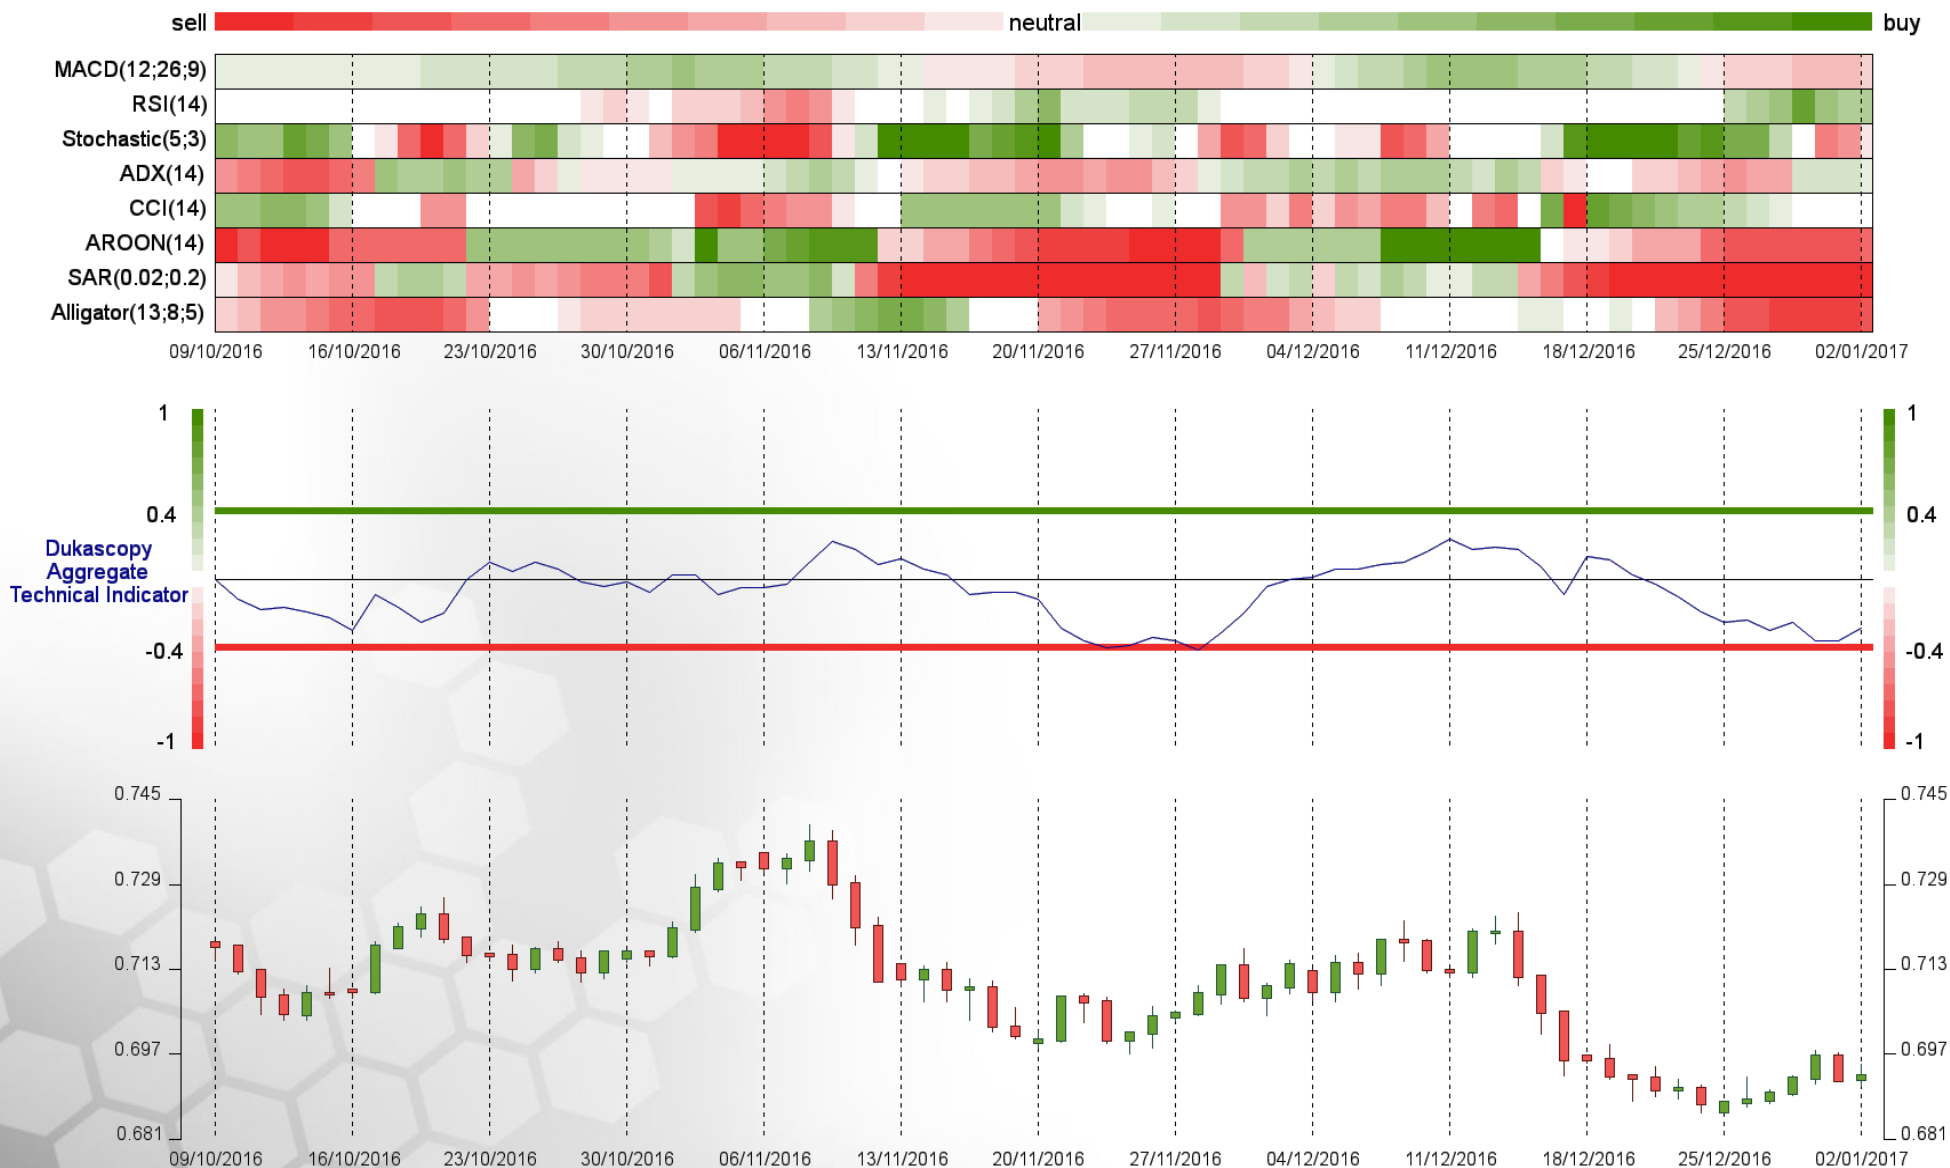 sell neutral buy
MACD(12;26;9)
RSI(14)
Stochastic(5;3)
ADX(14)
CCI(14)
AROON(14)
SAR(0.02;0.2)
Alligator(13;8;5)
09/10/2016 16/10/2016 23/10/2016 30/10/2016 06/11/2016 13/11/2016 20/11/2016 27/11/2016 04/12/2016 11/12/2016 18/12/2016 25/12/2016 02/01/2017
1 1
0.4 0.4
Dukascopy
Aggregate
Technical Indicator
-0.4 -0.4
-1 -1
0.745 0.745
0.729 0.729
0.713 0.713
0.697 0.697
0.681 0.681
09/10/2016 16/10/2016 23/10/2016 30/10/2016 06/11/2016 13/11/2016 20/11/2016 27/11/2016 04/12/2016 11/12/2016 18/12/2016 25/12/2016 02/01/2017